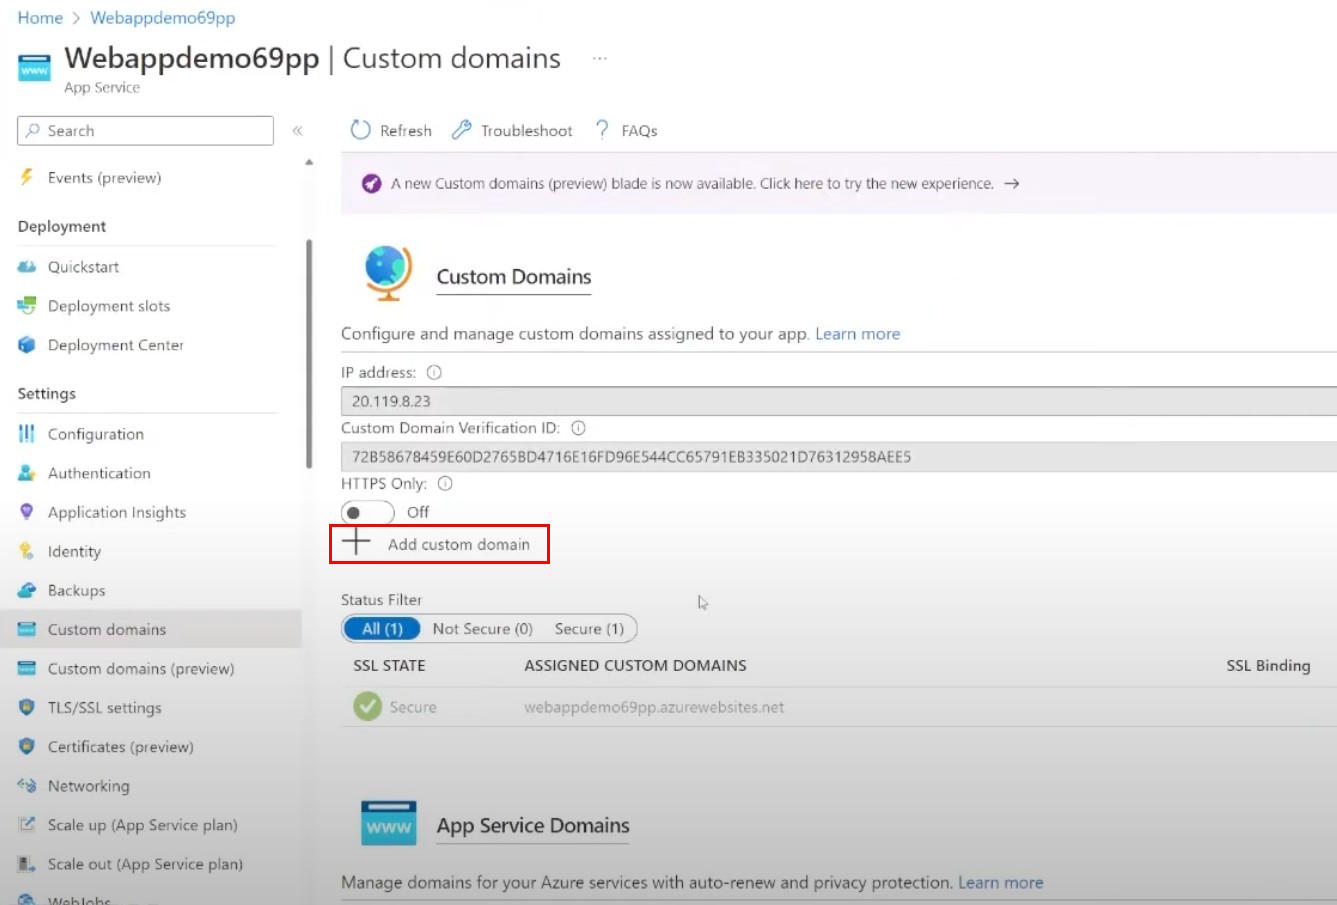 Home > Webappdemo69pp
Webappdemo69pp | Custom domains ...
www
App Service
Search «
Events (preview)
Deployment
Quickstart
Deployment slots
Deployment Center
Settings
Configuration
Authentication
Application Insights
Identity
Backups
Custom domains
Custom domains (preview)
TLS/SSL settings
Certificates (preview)
Networking
Scale up (App Service plan)
Scale out (App Service plan)
WebJobs
Refresh Troubleshoot ? FAQs
A new Custom domains (preview) blade is now available. Click here to try the new experience. →
Custom Domains
Configure and manage custom domains assigned to your app. Learn more
IP address:
20.119.8.23
Custom Domain Verification ID:
72B58678459E60D2765BD4716E16FD96E544CC65791EB335021D76312958AEE5
HTTPS Only:
Off
+ Add custom domain
Status Filter
All (1) Not Secure (0) Secure (1)
SSL STATE ASSIGNED CUSTOM DOMAINS SSL Binding
Secure webappdemo69pp.azurewebsites.net
www
App Service Domains
Manage domains for your Azure services with auto-renew and privacy protection. Learn more